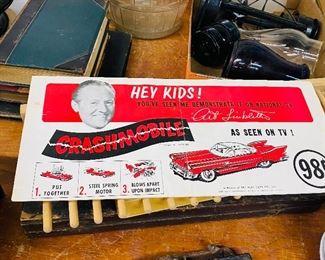 HEY KIDS!
YOU'VE SEEN ME DEMONSTRATE IT ON NATIONAL TV
Art Linkletter
CRASHMOBILE
AS SEEN ON TV!
98¢
1. PUT TOGETHER
2. STEEL SPRING MOTOR
3. BLOWS APART UPON IMPACT